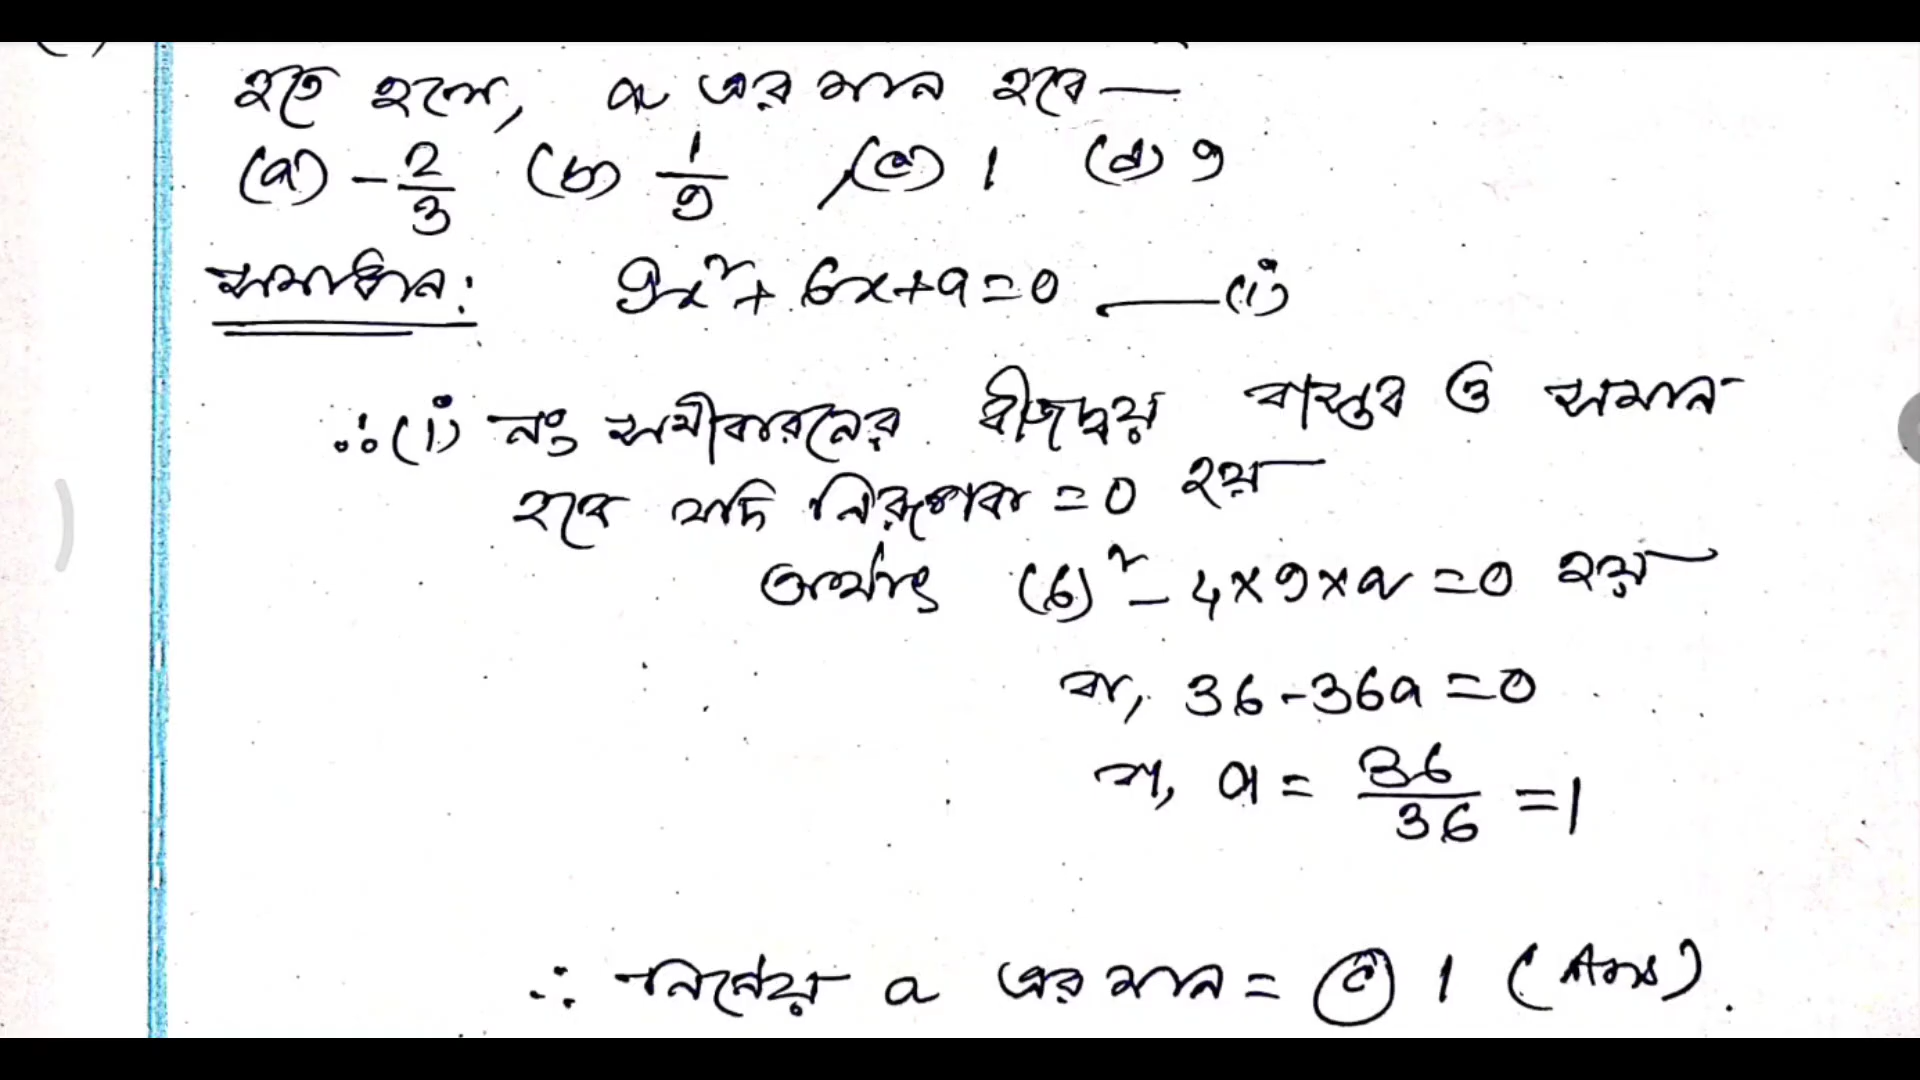 হতে হলে, a এর মান হবে —
(a) - 2/3 (b) 1/9 (c) 1 (d) 9
সমাধান: 9x² + 6x + a = 0 —— (i)
∴ (i) নং সমীকরনের বীজদ্বয় বাস্তব ও সমান
হবে যদি নিরূপক = 0 হয়
অর্থাৎ (6)² - 4 × 9 × a = 0 হয়
বা, 36 - 36a = 0
বা, a = 36/36 = 1
∴ নির্ণেয় a এর মান = (c) 1 (Ans).